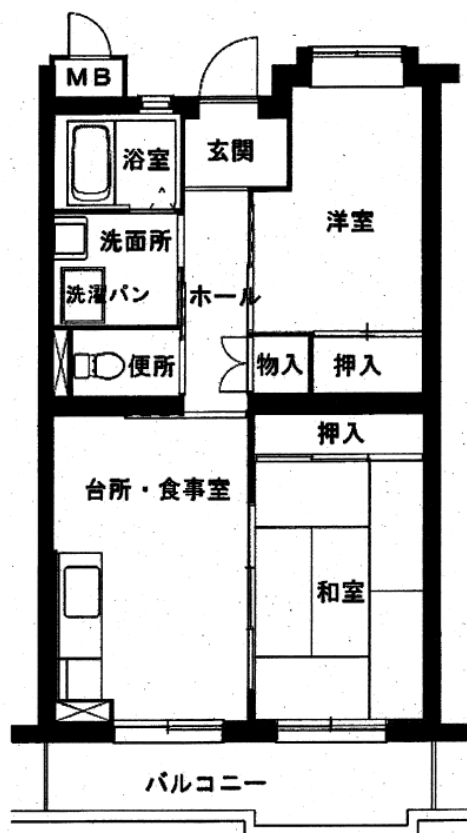 MB
浴室
玄関
洋室
洗面所
洗濯パン
ホール
便所
物入
押入
押入
台所・食事室
和室
バルコニー